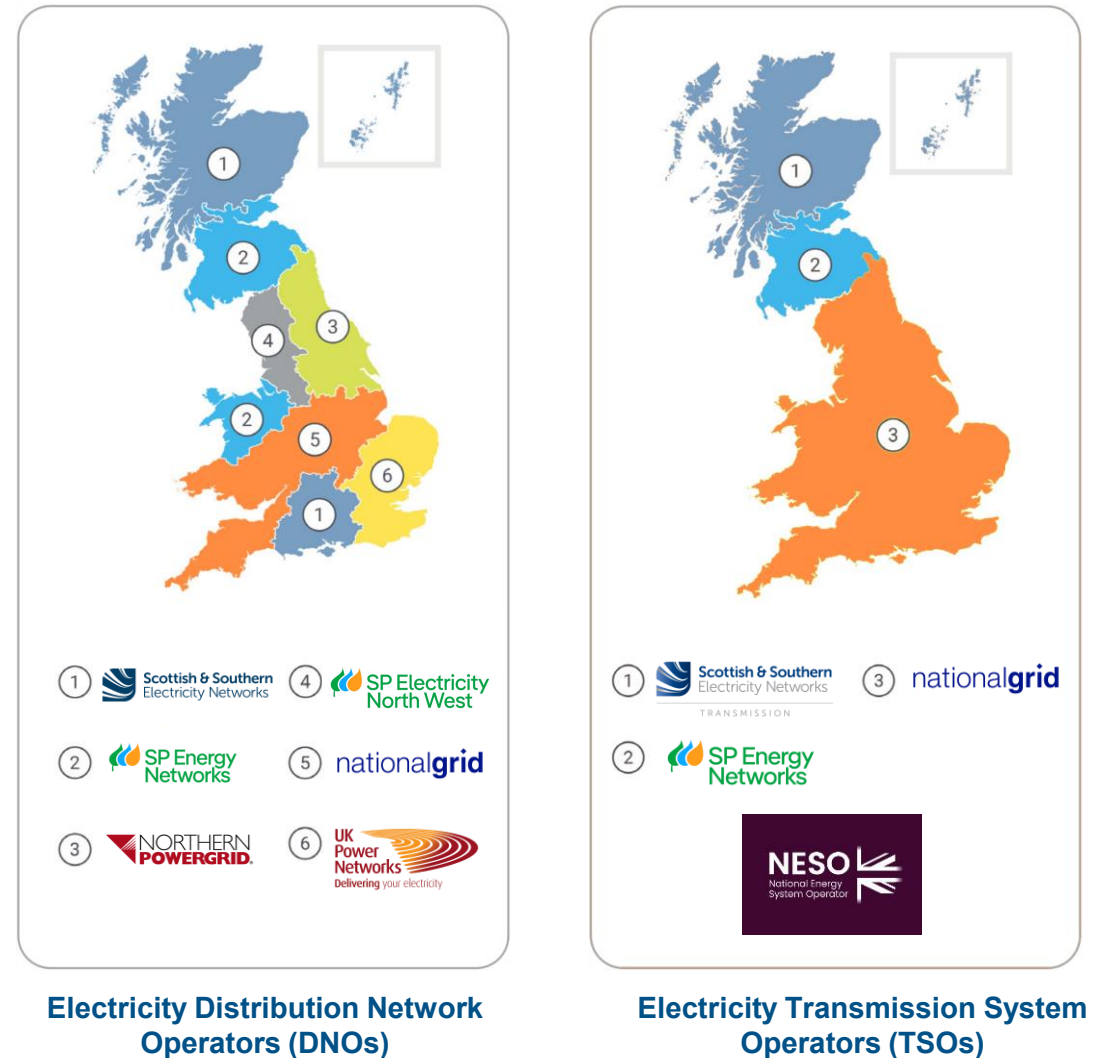 1
2
3
4
2
5
6
1
1 Scottish & Southern
Electricity Networks
4 SP Electricity
North West
2 SP Energy
Networks
5 nationalgrid
3 NORTHERN
POWERGRID.
6 UK
Power
Networks
Delivering your electricity
Electricity Distribution Network
Operators (DNOs)
1
2
3
1 Scottish & Southern
Electricity Networks
TRANSMISSION
3 nationalgrid
2 SP Energy
Networks
NESO
National Energy
System Operator
Electricity Transmission System
Operators (TSOs)